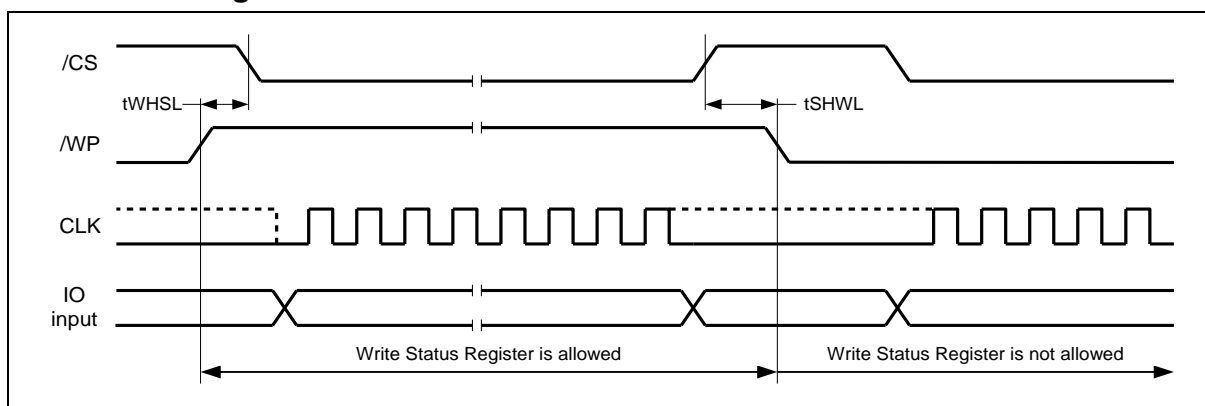 /CS
tWHSL
tSHWL
/WP
CLK
IO
input
Write Status Register is allowed
Write Status Register is not allowed